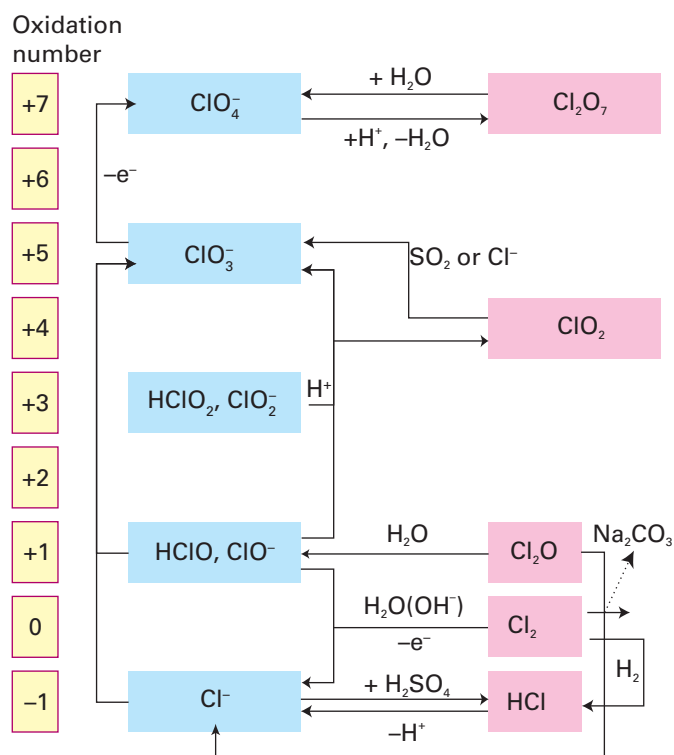 Oxidation
number
+7
ClO₄⁻
+ H₂O
+H⁺, −H₂O
Cl₂O₇
+6
−e⁻
+5
ClO₃⁻
SO₂ or Cl⁻
+4
ClO₂
+3
HClO₂, ClO₂⁻
H⁺
+2
+1
HClO, ClO⁻
H₂O
Cl₂O
Na₂CO₃
0
H₂O(OH⁻)
−e⁻
Cl₂
H₂
−1
Cl⁻
+ H₂SO₄
−H⁺
HCl